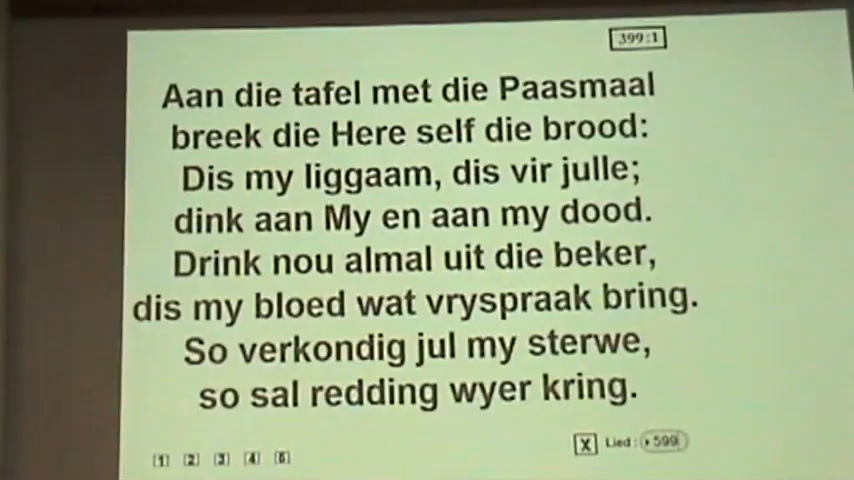 399:1
Aan die tafel met die Paasmaal
breek die Here self die brood:
Dis my liggaam, dis vir julle;
dink aan My en aan my dood.
Drink nou almal uit die beker,
dis my bloed wat vryspraak bring.
So verkondig jul my sterwe,
so sal redding wyer kring.
[1] [2] [3] [4] [5] X Lied: 599